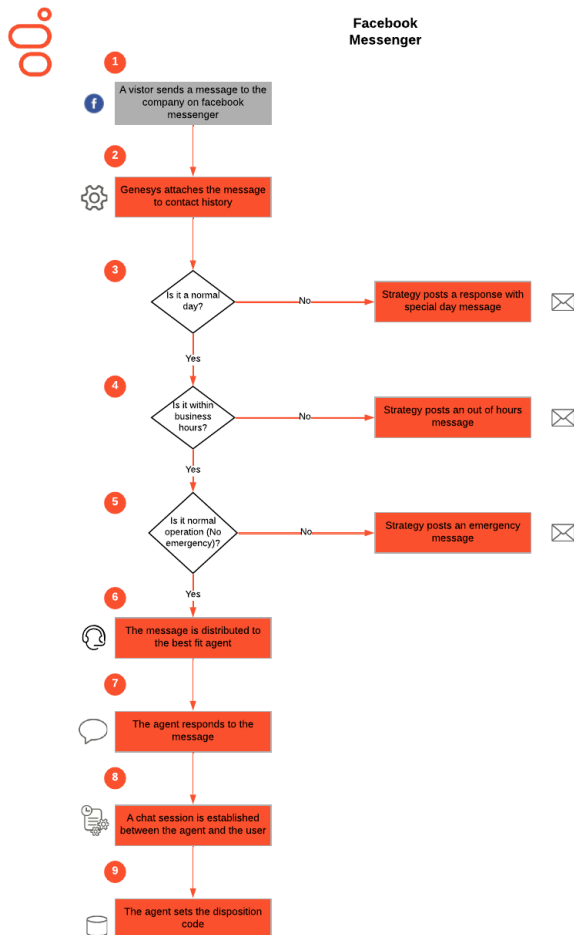 Facebook
Messenger
1
A vistor sends a message to the
company on facebook
messenger
f
2
Genesys attaches the message
to contact history
3
Is it a normal
day?
No
Strategy posts a response with
special day message
Yes
4
Is it within
business
hours?
No
Strategy posts an out of hours
message
Yes
5
Is it normal
operation (No
emergency)?
No
Strategy posts an emergency
message
Yes
6
The message is distributed to
the best fit agent
7
The agent responds to the
message
8
A chat session is established
between the agent and the user
9
The agent sets the disposition
code